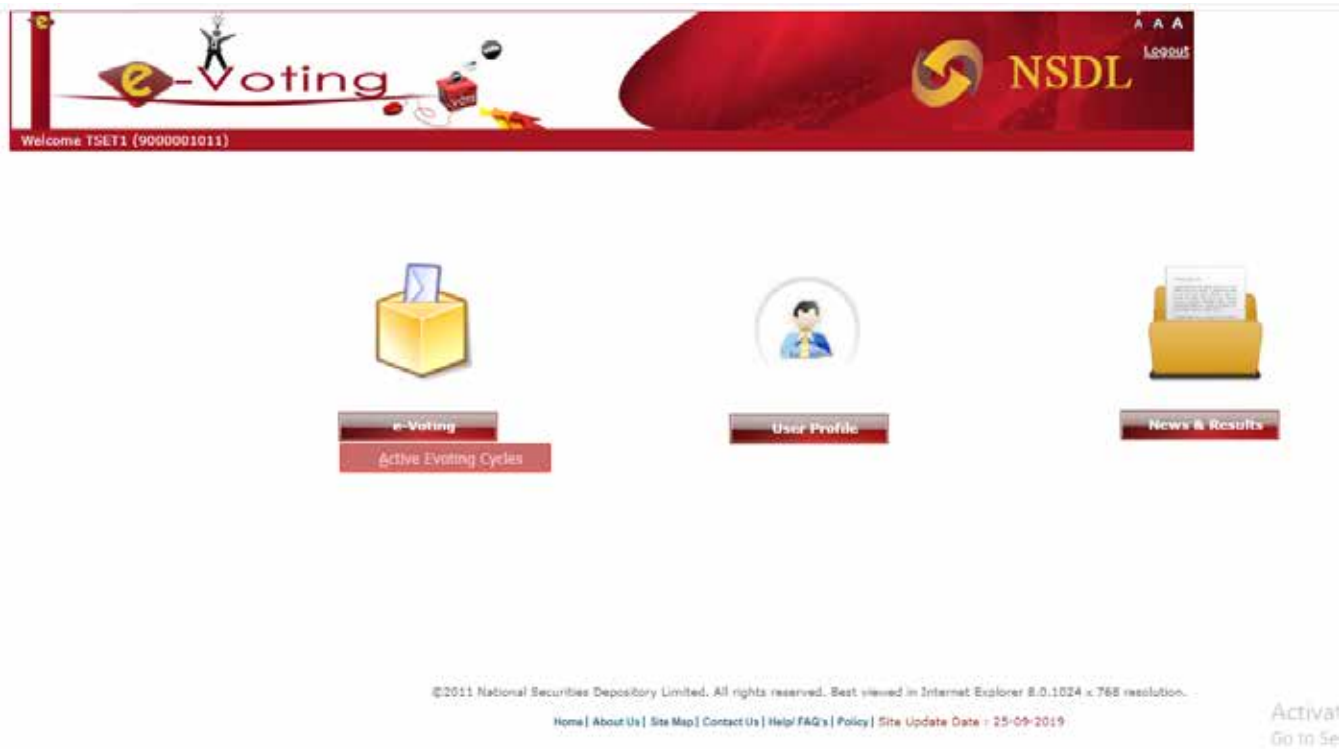 A A A
e-Voting
NSDL
Logout
Welcome TSET1 (9000001011)
e-Voting
User Profile
News & Results
Active Evoting Cycles
©2011 National Securities Depository Limited. All rights reserved. Best viewed in Internet Explorer 8.0.1024 x 768 resolution.
Home| About Us| Site Map| Contact Us| Help/ FAQ's| Policy| Site Update Date : 25-09-2019
Activat
Go to Se